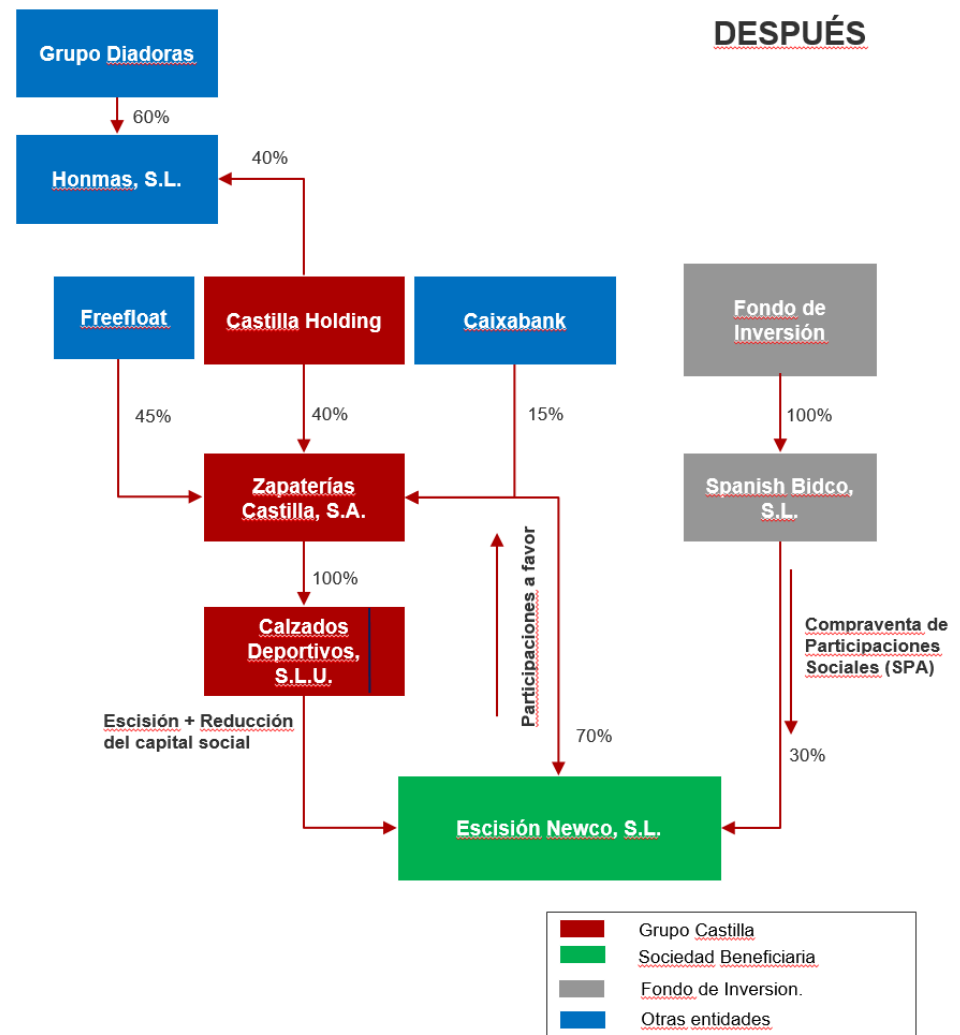 DESPUÉS
Grupo Diadoras
60%
Honmas, S.L.
40%
Freefloat
Castilla Holding
Caixabank
Fondo de
Inversión
45%
40%
15%
100%
Zapaterías
Castilla, S.A.
Spanish Bidco,
S.L.
100%
Participaciones a favor
Calzados
Deportivos,
S.L.U.
Compraventa de
Participaciones
Sociales (SPA)
Escisión + Reducción
del capital social
70%
30%
Escisión Newco, S.L.
Grupo Castilla
Sociedad Beneficiaria
Fondo de Inversion.
Otras entidades